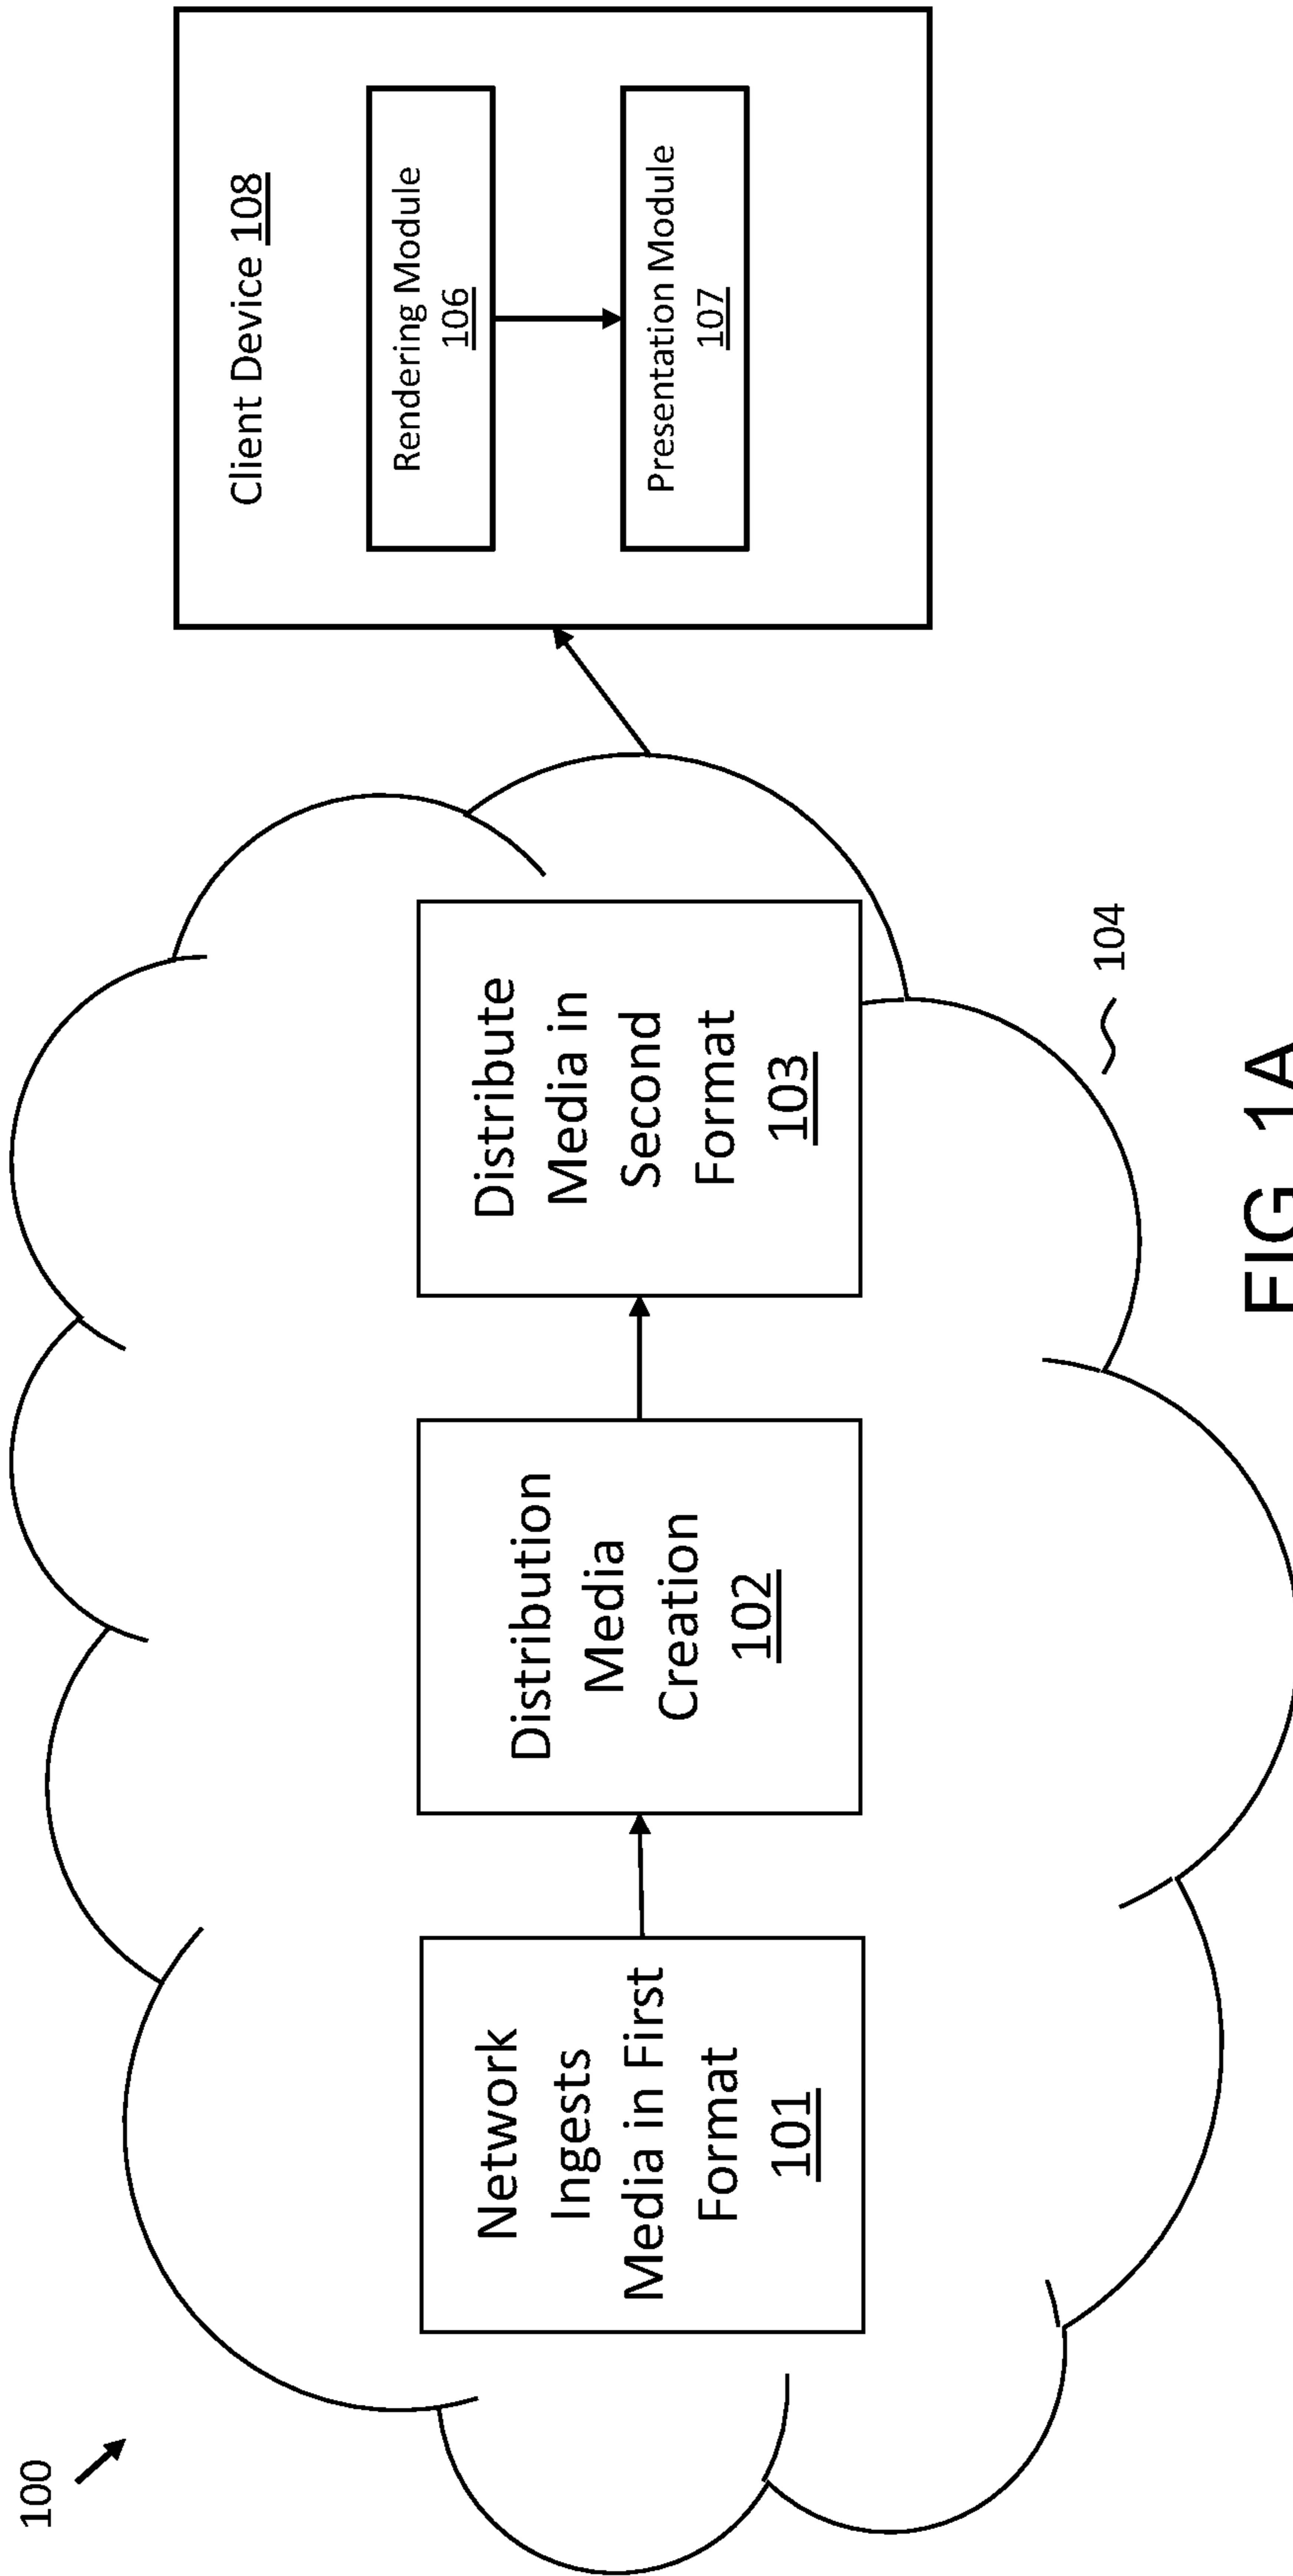 100
Network
Ingests
Media in First
Format
101
Distribution
Media
Creation
102
Distribute
Media in
Second
Format
103
104
Client Device 108
Rendering Module
106
Presentation Module
107
FIG. 1A